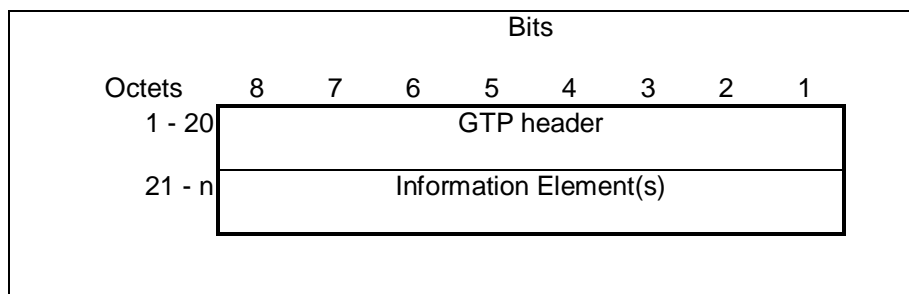 Bits
Octets 8 7 6 5 4 3 2 1
1 - 20 GTP header
21 - n Information Element(s)